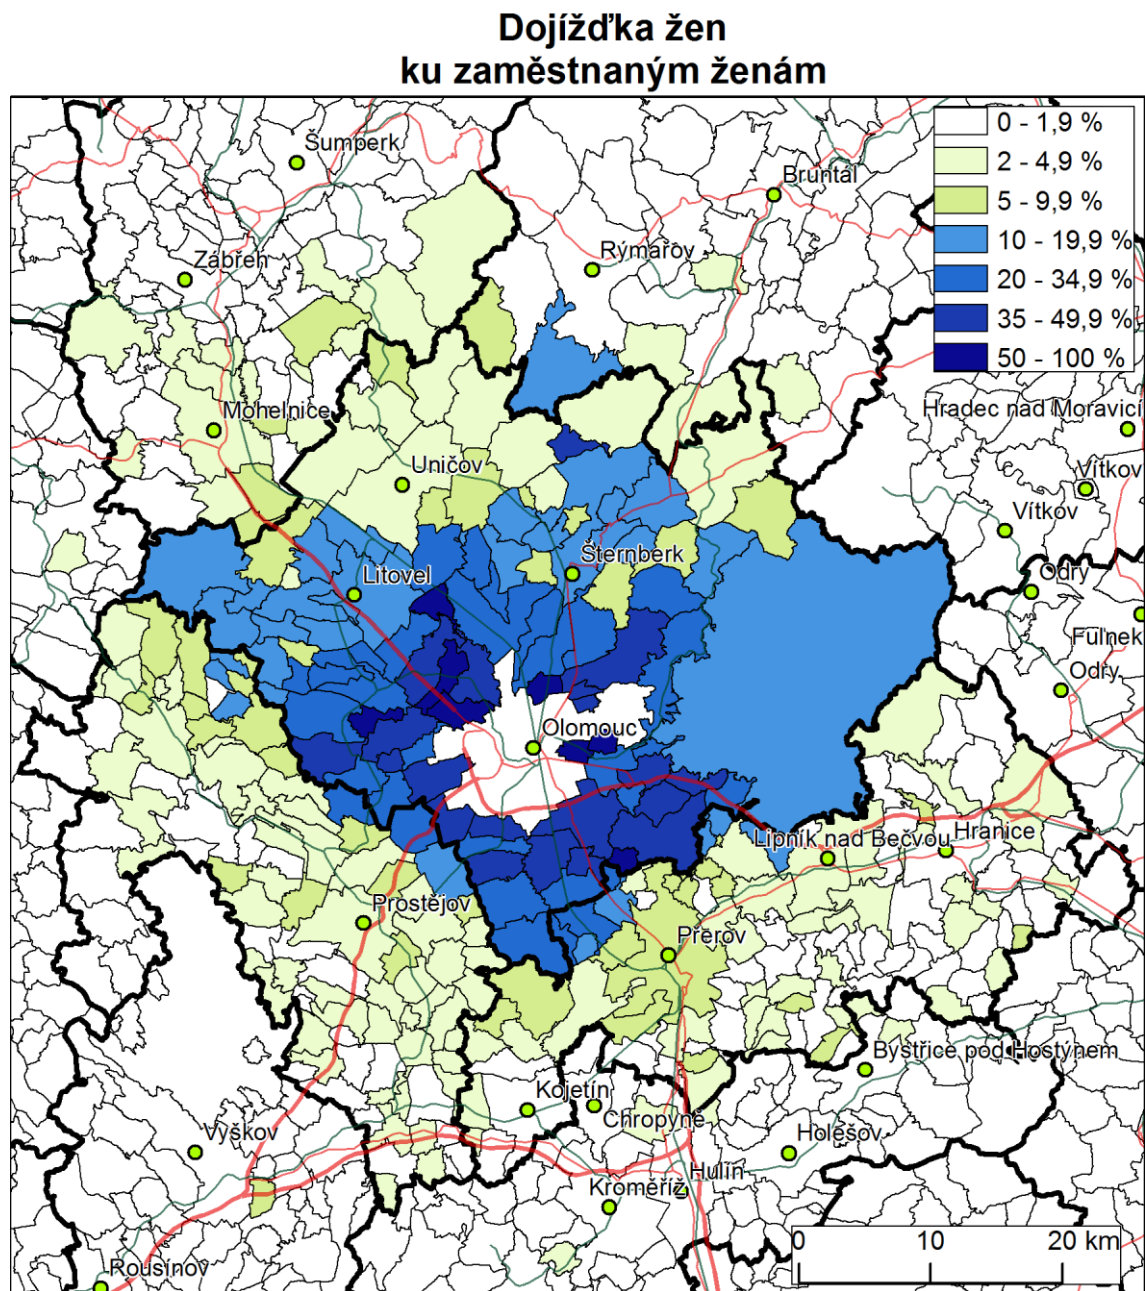 Dojížďka žen
ku zaměstnaným ženám
0 - 1,9 %
2 - 4,9 %
5 - 9,9 %
10 - 19,9 %
20 - 34,9 %
35 - 49,9 %
50 - 100 %
Šumperk
Bruntál
Zábřeh
Rýmařov
Mohelnice
Hradec nad Moravicí
Uničov
Vítkov
Vítkov
Šternberk
Litovel
Odry
Fulnek
Odry
Olomouc
Lipník nad Bečvou
Hranice
Prostějov
Přerov
Bystřice pod Hostýnem
Kojetín
Chropyně
Vyškov
Holešov
Hulín
Kroměříž
Rousínov
0 10 20 km